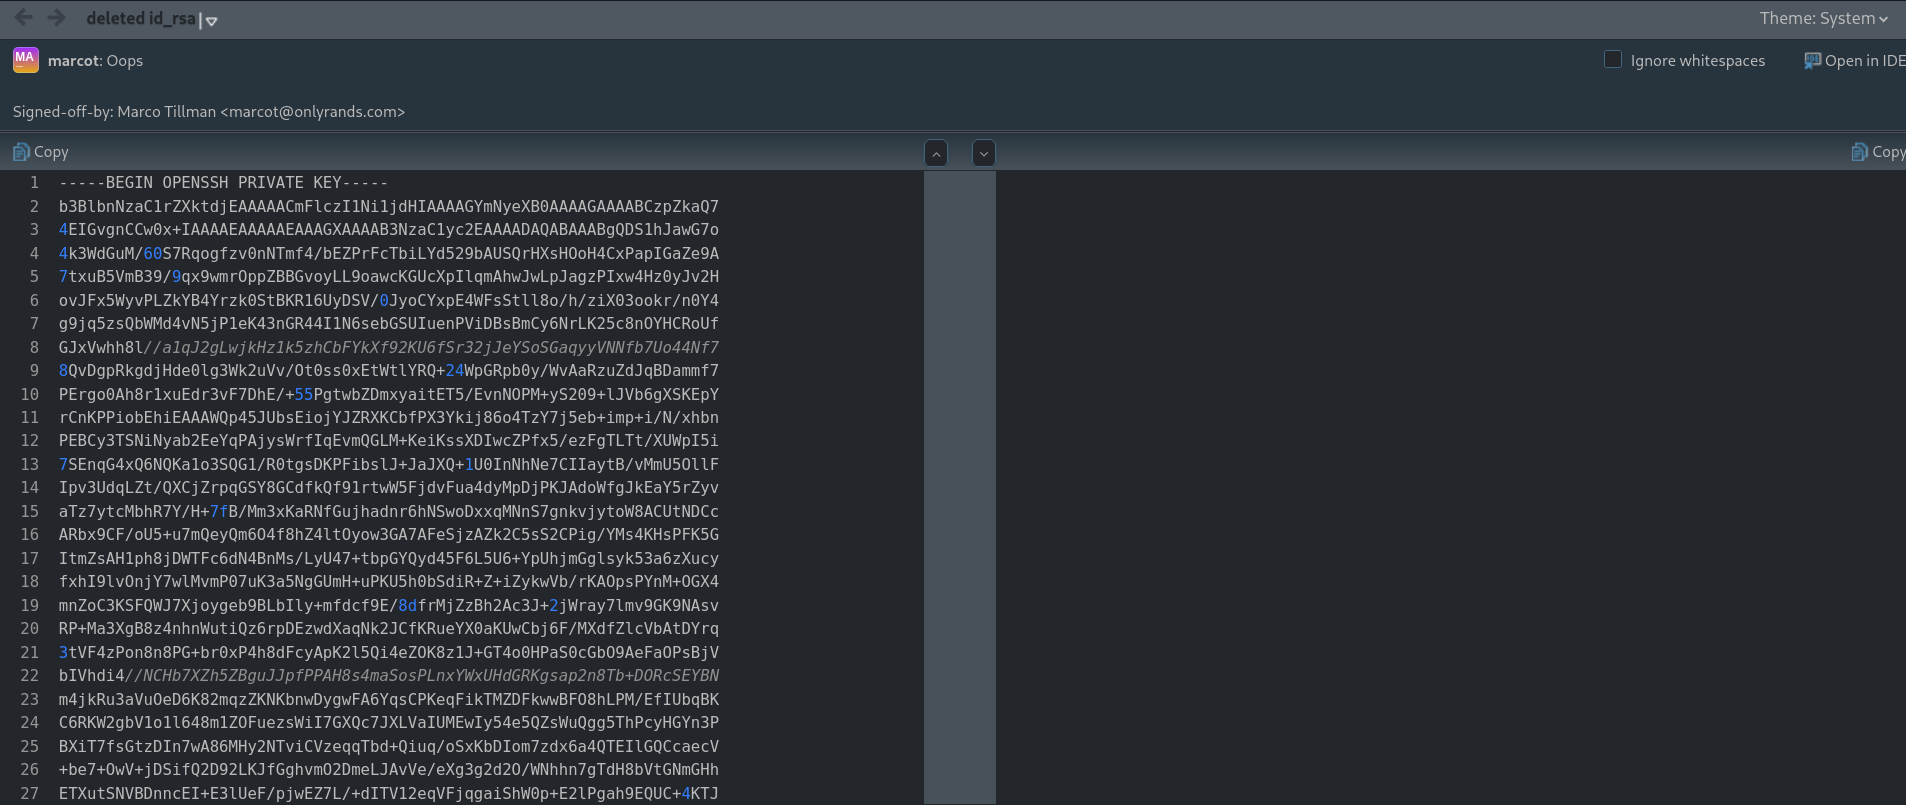 deleted id_rsa
Theme: System
MA marcot: Oops
Ignore whitespaces
Open in IDE
Signed-off-by: Marco Tillman <marcot@onlyrands.com>
Copy
Copy
1 -----BEGIN OPENSSH PRIVATE KEY-----
2 b3BlbnNzaC1rZXktdjEAAAAACmFlczI1Ni1jdHIAAAAGYmNyeXB0AAAAGAAAABCzpZkaQ7
3 4EIGvgnCCw0x+IAAAAEAAAAAEAAAGXAAAAB3NzaC1yc2EAAAADAQABAAABgQDS1hJawG7o
4 4k3WdGuM/60S7Rqogfzv0nNTmf4/bEZPrFcTbiLYd529bAUSQrHXsHOoH4CxPapIGaZe9A
5 7txuB5VmB39/9qx9wmrOppZBBGvoyLL9oawcKGUcXpIlqmAhwJwLpJagzPIxw4Hz0yJv2H
6 ovJFx5WyvPLZkYB4Yrzk0StBKR16UyDSV/0JyoCYxpE4WFsStll8o/h/ziX03ookr/n0Y4
7 g9jq5zsQbWMd4vN5jP1eK43nGR44I1N6sebGSUIuenPViDBsBmCy6NrLK25c8nOYHCRoUf
8 GJxVwhh8l//a1qJ2gLwjkHz1k5zhCbFYkXf92KU6fSr32jJeYSoSGaqyyVNNfb7Uo44Nf7
9 8QvDgpRkgdjHde0lg3Wk2uVv/Ot0ss0xEtWtlYRQ+24WpGRpb0y/WvAaRzuZdJqBDammf7
10 PErgo0Ah8r1xuEdr3vF7DhE/+55PgtwbZDmxyaitET5/EvnNOPM+yS209+lJVb6gXSKEpY
11 rCnKPPiobEhiEAAAWQp45JUbsEiojYJZRXKCbfPX3Ykij86o4TzY7j5eb+imp+i/N/xhbn
12 PEBCy3TSNiNyab2EeYqPAjysWrfIqEvmQGLM+KeiKssXDIwcZPfx5/ezFgTLTt/XUWpI5i
13 7SEnqG4xQ6NQKa1o3SQG1/R0tgsDKPFibslJ+JaJXQ+1U0InNhNe7CIIaytB/vMmU5OllF
14 Ipv3UdqLZt/QXCjZrpqGSY8GCdfkQf91rtwW5FjdvFua4dyMpDjPKJAdoWfgJkEaY5rZyv
15 aTz7ytcMbhR7Y/H+7fB/Mm3xKaRNfGujhadnr6hNSwoDxxqMNnS7gnkvjytoW8ACUtNDCc
16 ARbx9CF/oU5+u7mQeyQm6O4f8hZ4ltOyow3GA7AFeSjzAZk2C5sS2CPig/YMs4KHsPFK5G
17 ItmZsAH1ph8jDWTFc6dN4BnMs/LyU47+tbpGYQyd45F6L5U6+YpUhjmGglsyk53a6zXucy
18 fxhI9lvOnjY7wlMvmP07uK3a5NgGUmH+uPKU5h0bSdiR+Z+iZykwVb/rKAOpsPYnM+OGX4
19 mnZoC3KSFQWJ7Xjoygeb9BLbIly+mfdcf9E/8dfrMjZzBh2Ac3J+2jWray7lmv9GK9NAsv
20 RP+Ma3XgB8z4nhnWutiQz6rpDEzwdXaqNk2JCfKRueYX0aKUwCbj6F/MXdfZlcVbAtDYrq
21 3tVF4zPon8n8PG+br0xP4h8dFcyApK2l5Qi4eZOK8z1J+GT4o0HPaS0cGbO9AeFaOPsBjV
22 bIVhdi4//NCHb7XZh5ZBguJJpfPPAH8s4maSosPLnxYWxUHdGRKgsap2n8Tb+DORcSEYBN
23 m4jkRu3aVuOeD6K82mqzZKNKbnwDygwFA6YqsCPKeqFikTMZDFkwwBFO8hLPM/EfIUbqBK
24 C6RKW2gbV1o1l648m1ZOFuezsWiI7GXQc7JXLVaIUMEwIy54e5QZsWuQgg5ThPcyHGYn3P
25 BXiT7fsGtzDIn7wA86MHy2NTviCVzeqqTbd+Qiuq/oSxKbDIom7zdx6a4QTEIlGQCcaecV
26 +be7+OwV+jDSifQ2D92LKJfGghvmO2DmeLJAvVe/eXg3g2d2O/WNhhn7gTdH8bVtGNmGHh
27 ETXutSNVBDnncEI+E3lUeF/pjwEZ7L/+dITV12eqVFjqgaiShW0p+E2lPgah9EQUC+4KTJ